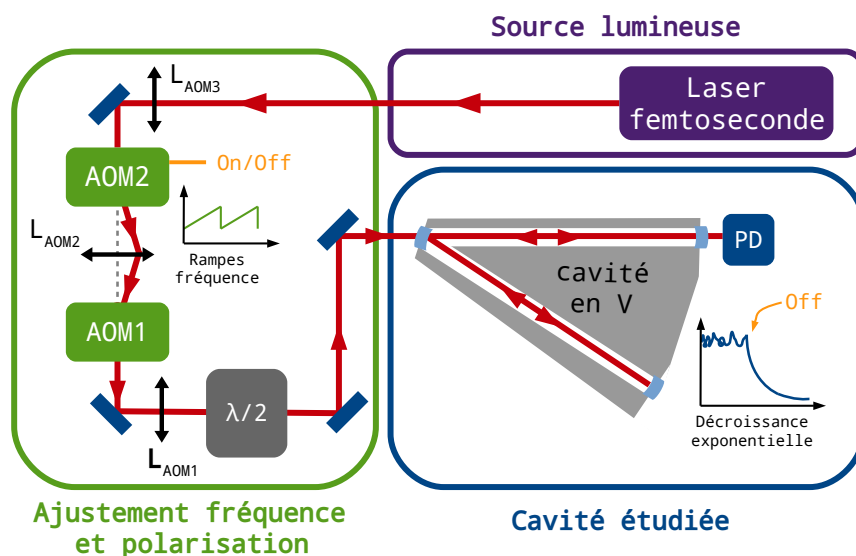 Source lumineuse
Laser
femtoseconde
L_AOM3
AOM2
On/Off
L_AOM2
Rampes
fréquence
AOM1
λ/2
L_AOM1
Ajustement fréquence
et polarisation
PD
cavité
en V
Off
Décroissance
exponentielle
Cavité étudiée